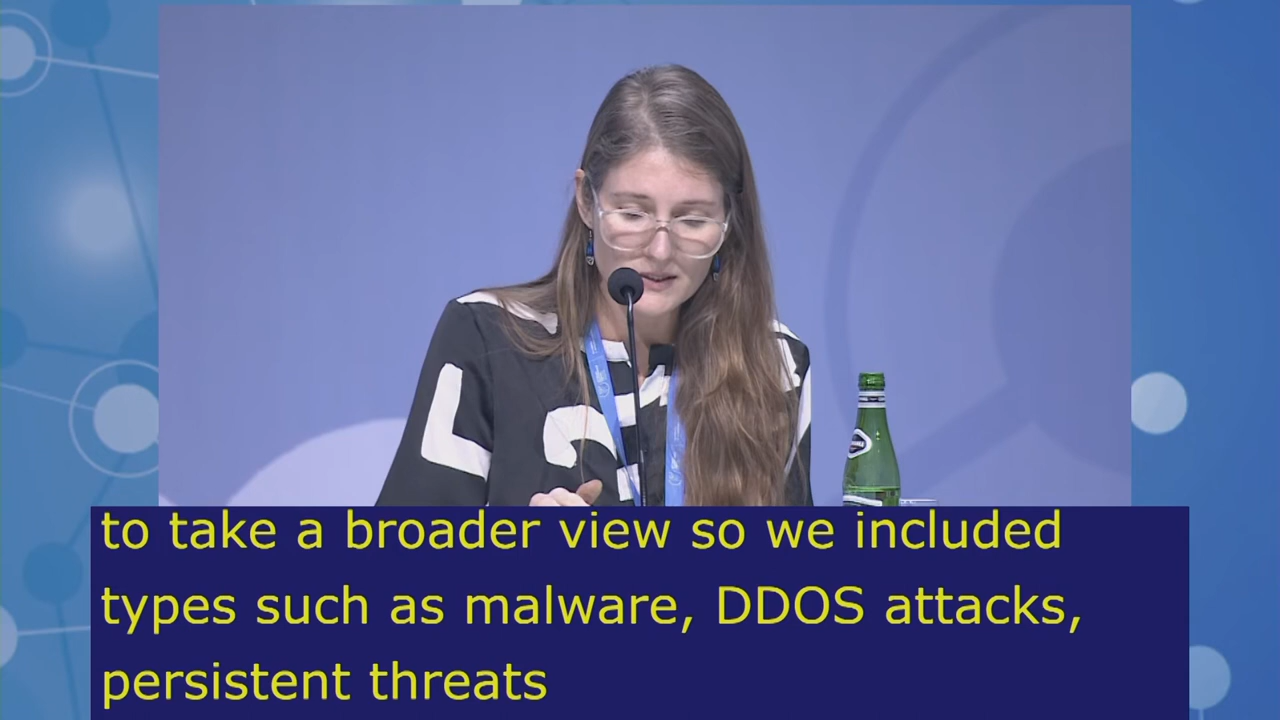 to take a broader view so we included
types such as malware, DDOS attacks,
persistent threats